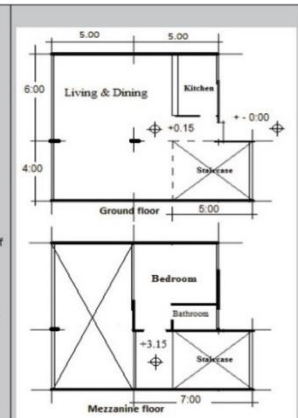 5.00 5.00
6:00
Living & Dining
Kitchen
+ - 0:00
+0.15
4:00
Staircase
Ground floor
5:00
f
Bedroom
Bathroom
+3.15
Staircase
7:00
Mezzanine floor